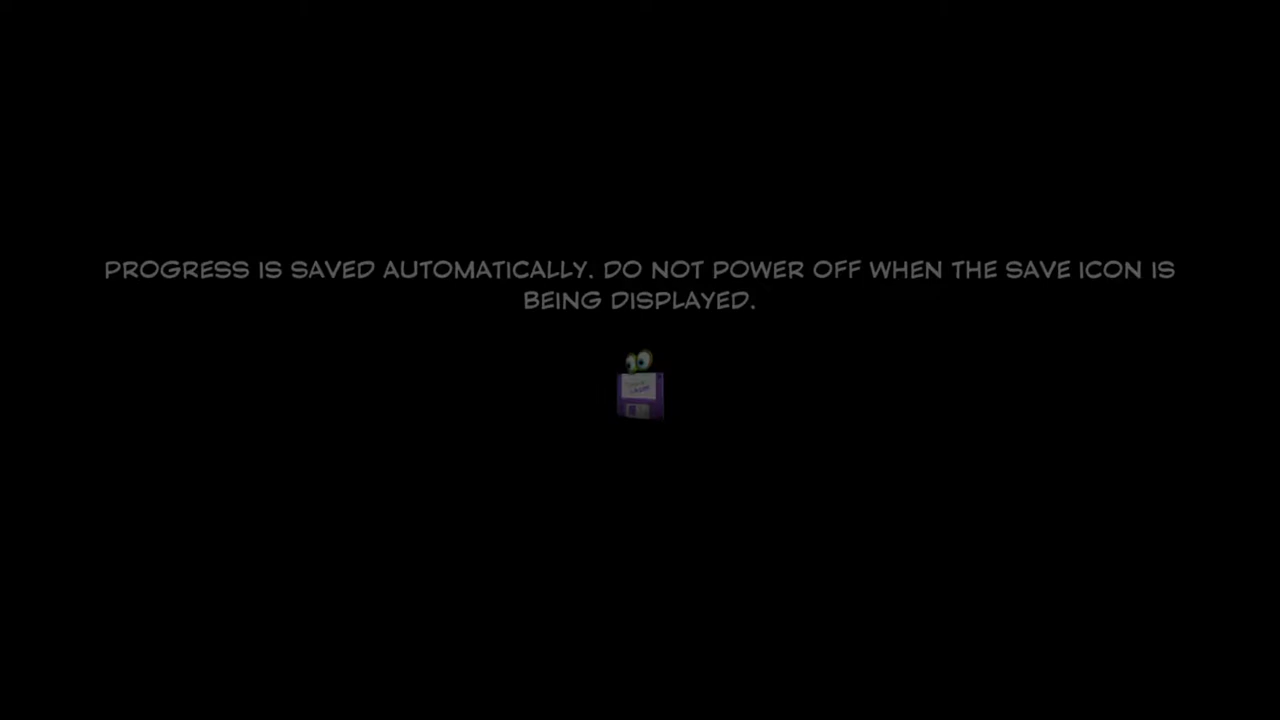 PROGRESS IS SAVED AUTOMATICALLY. DO NOT POWER OFF WHEN THE SAVE ICON IS
BEING DISPLAYED.